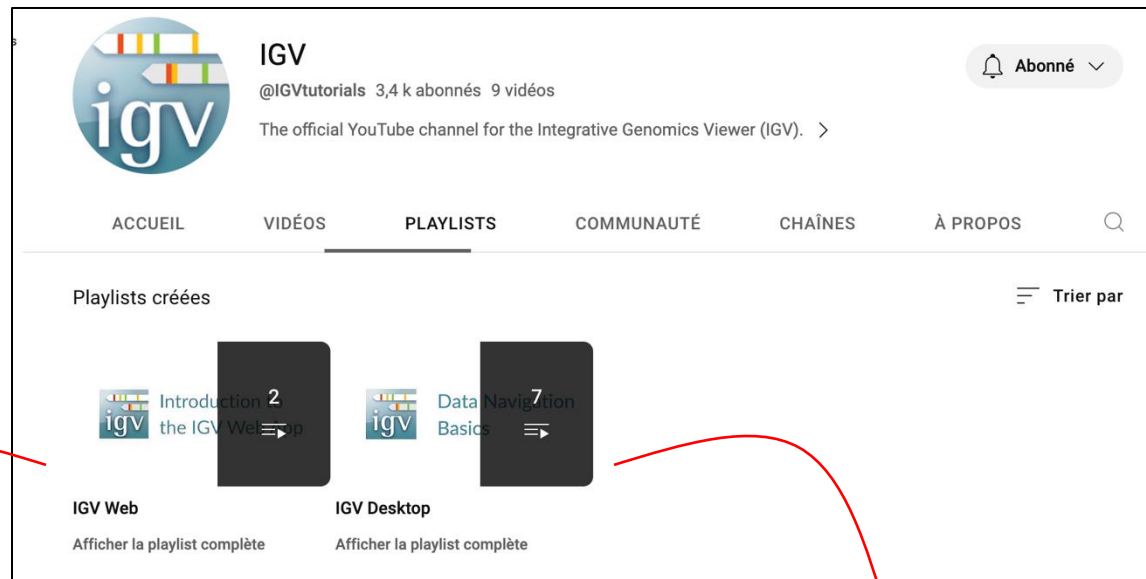 s
igv
IGV
@IGVtutorials 3,4 k abonnés 9 vidéos
The official YouTube channel for the Integrative Genomics Viewer (IGV). >
Abonné
ACCUEIL VIDÉOS PLAYLISTS COMMUNAUTÉ CHAÎNES À PROPOS
Playlists créées
Trier par
igv
Introduction to
the IGV Web App
2
igv
Data Navigation
Basics
7
IGV Web
Afficher la playlist complète
IGV Desktop
Afficher la playlist complète